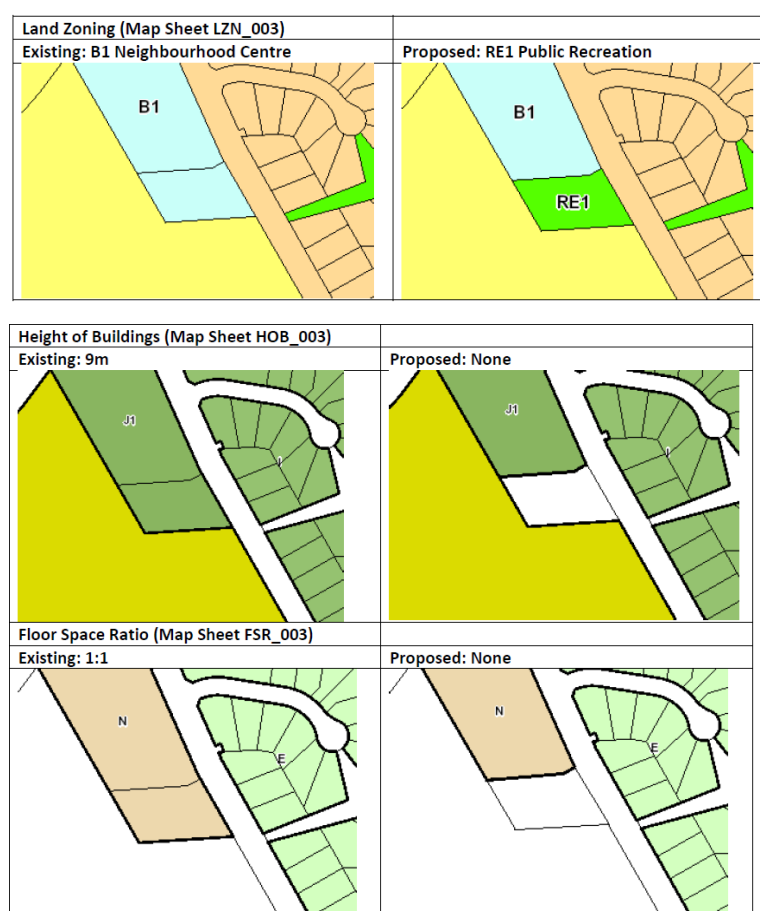 Land Zoning (Map Sheet LZN_003)
Existing: B1 Neighbourhood Centre
Proposed: RE1 Public Recreation
B1
B1
RE1
Height of Buildings (Map Sheet HOB_003)
Existing: 9m
Proposed: None
J1
I
J1
I
Floor Space Ratio (Map Sheet FSR_003)
Existing: 1:1
Proposed: None
N
E
N
E